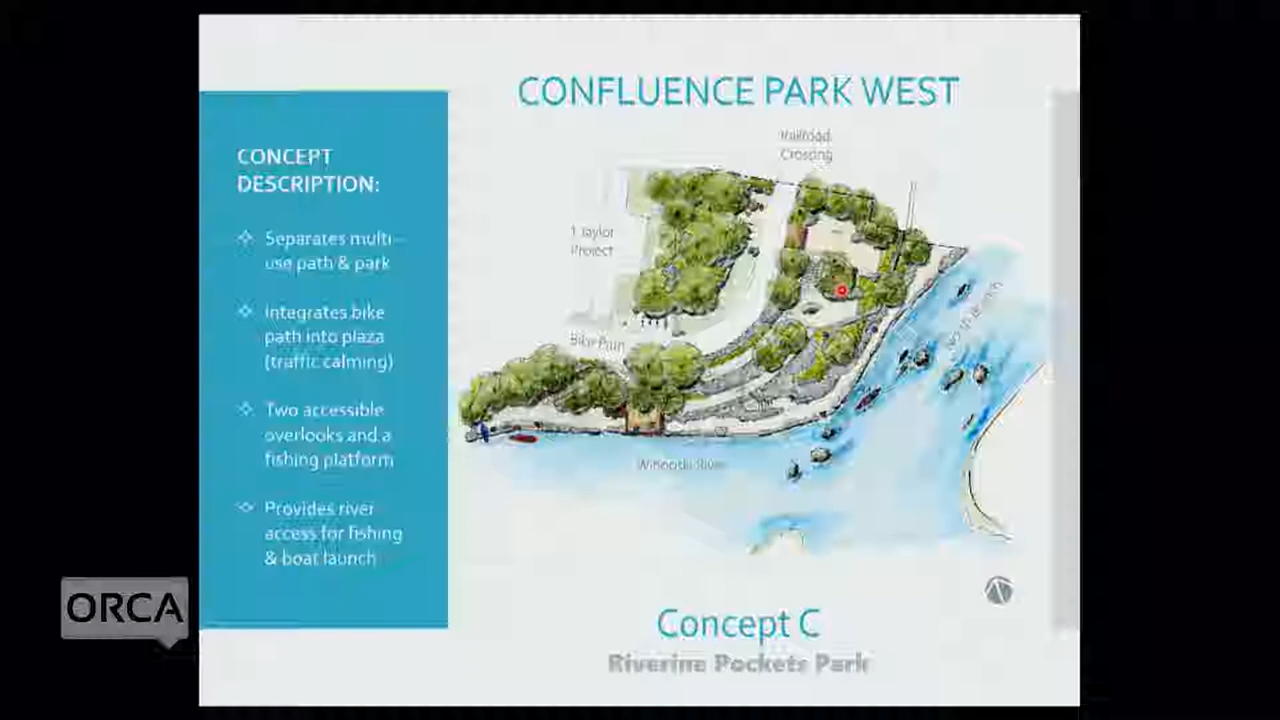 CONFLUENCE PARK WEST
CONCEPT
DESCRIPTION:
Separates multi-
use path & park
Integrates bike
path into plaza
(traffic calming)
Two accessible
overlooks and a
fishing platform
Provides river
access for fishing
& boat launch
Railroad
Crossing
1 Taylor
Project
Bike Path
Winooski River
North Branch
Concept C
Riverine Pockets Park
ORCA